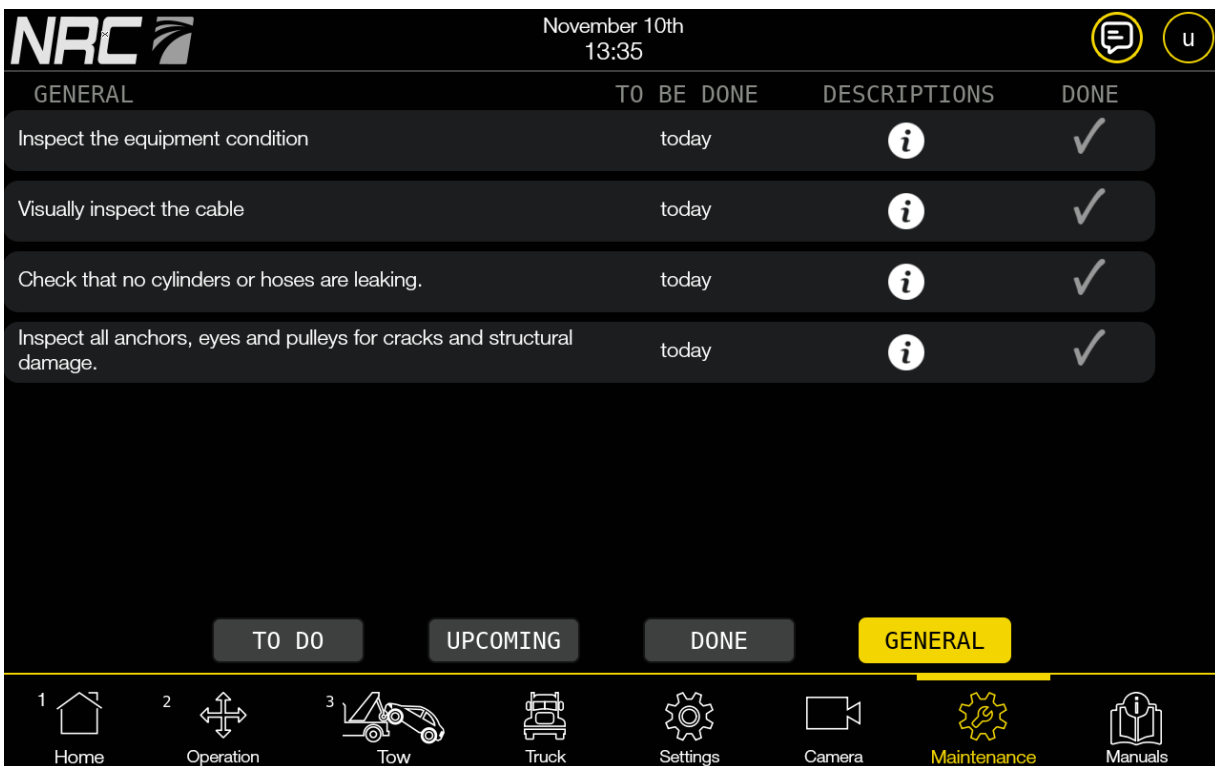 NRC
November 10th
13:35
u
GENERAL TO BE DONE DESCRIPTIONS DONE
Inspect the equipment condition today i
Visually inspect the cable today i
Check that no cylinders or hoses are leaking. today i
Inspect all anchors, eyes and pulleys for cracks and structural
damage. today i
TO DO UPCOMING DONE GENERAL
1 2 3
Home Operation Tow Truck Settings Camera Maintenance Manuals